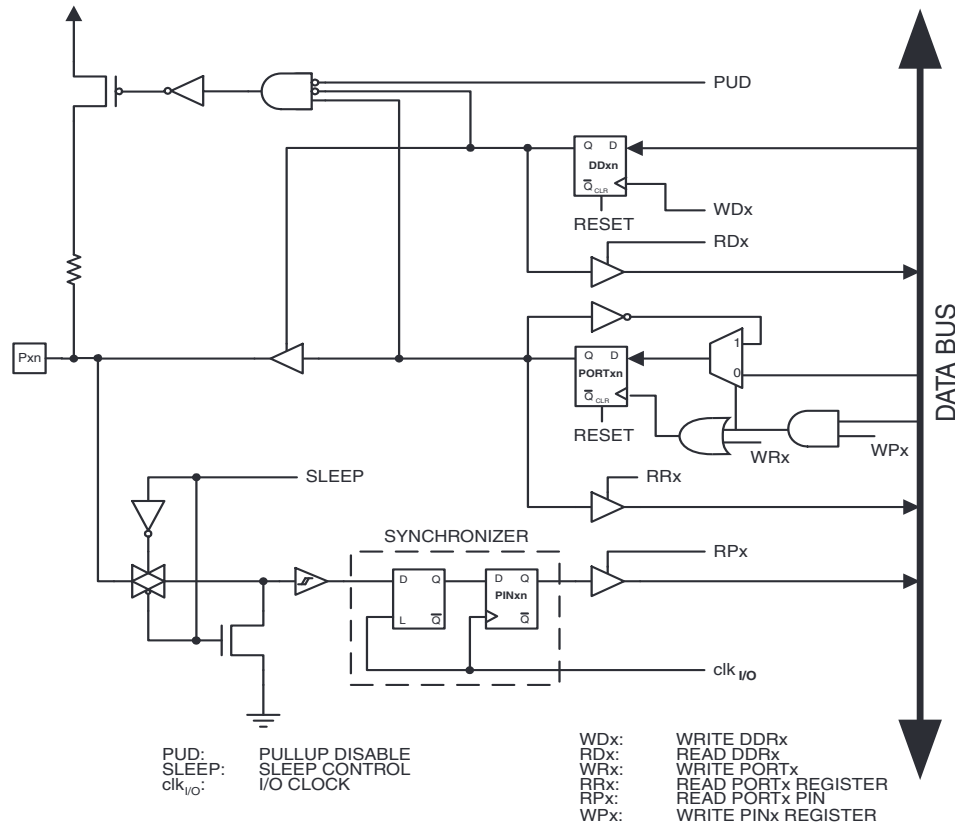 PUD
Q D
DDxn
Q CLR
WDx
RESET
RDx
Pxn
1
Q D
PORTxn
0
Q CLR
RESET
WRx
WPx
DATA BUS
SLEEP
RRx
SYNCHRONIZER
RPx
D Q
D Q
PINxn
L Q
Q
clk I/O
PUD: PULLUP DISABLE
SLEEP: SLEEP CONTROL
clkI/O: I/O CLOCK
WDx: WRITE DDRx
RDx: READ DDRx
WRx: WRITE PORTx
RRx: READ PORTx REGISTER
RPx: READ PORTx PIN
WPx: WRITE PINx REGISTER